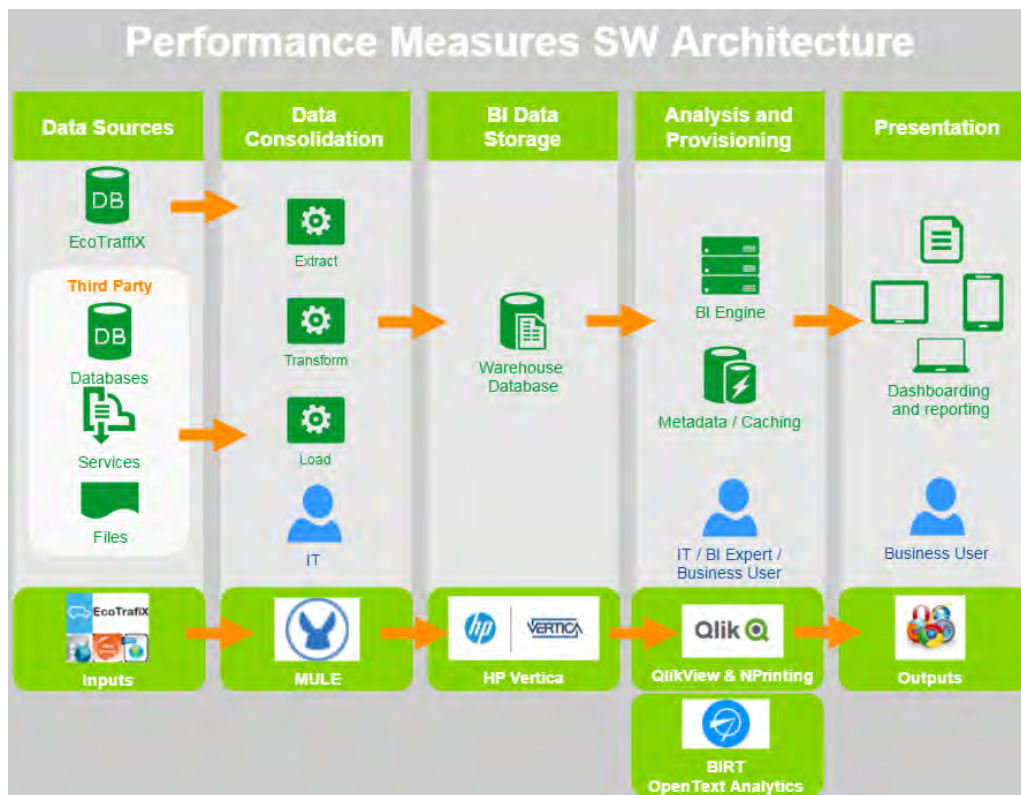 Performance Measures SW Architecture
Data Sources
Data
Consolidation
BI Data
Storage
Analysis and
Provisioning
Presentation
DB
EcoTraffiX
Third Party
DB
Databases
Services
Files
Extract
Transform
Load
IT
Warehouse
Database
BI Engine
Metadata / Caching
IT / BI Expert /
Business User
Dashboarding
and reporting
Business User
EcoTrafiX
Inputs
MULE
hp
VERTICA
HP Vertica
Qlik
QlikView & NPrinting
Outputs
BIRT
OpenText Analytics